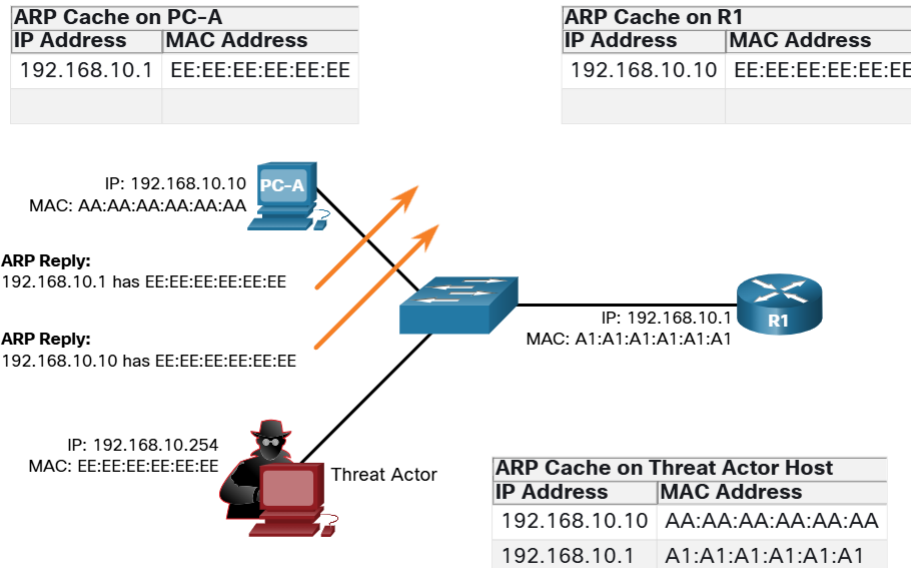 ARP Cache on PC-A
IP Address MAC Address
192.168.10.1 EE:EE:EE:EE:EE:EE
ARP Cache on R1
IP Address MAC Address
192.168.10.10 EE:EE:EE:EE:EE:EE
IP: 192.168.10.10
MAC: AA:AA:AA:AA:AA:AA
PC-A
ARP Reply:
192.168.10.1 has EE:EE:EE:EE:EE:EE
ARP Reply:
192.168.10.10 has EE:EE:EE:EE:EE:EE
IP: 192.168.10.1
MAC: A1:A1:A1:A1:A1:A1
R1
IP: 192.168.10.254
MAC: EE:EE:EE:EE:EE:EE
Threat Actor
ARP Cache on Threat Actor Host
IP Address MAC Address
192.168.10.10 AA:AA:AA:AA:AA:AA
192.168.10.1 A1:A1:A1:A1:A1:A1